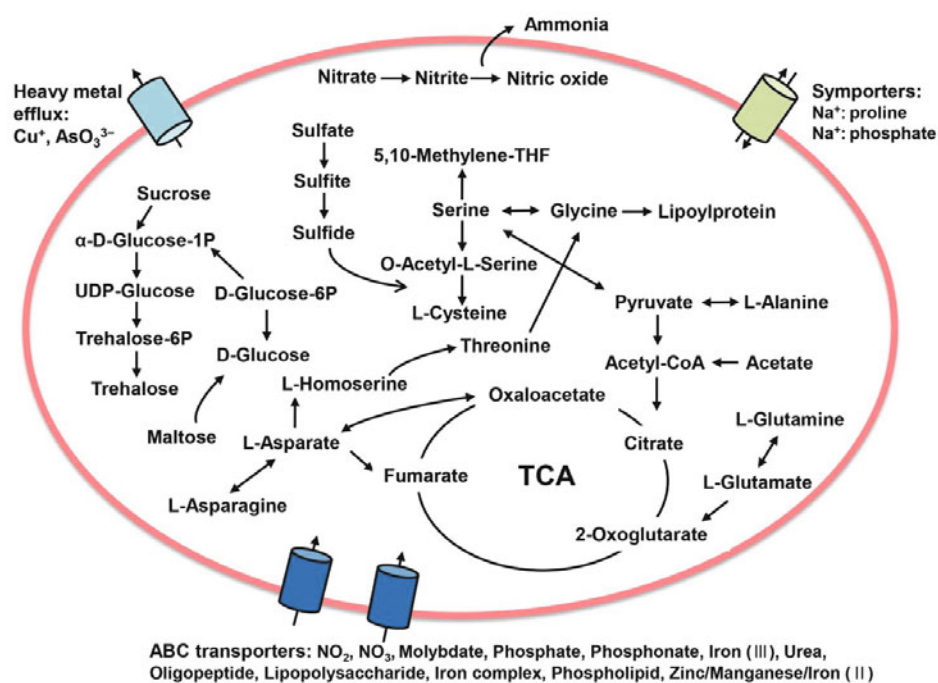 Ammonia
Nitrate Nitrite Nitric oxide
Heavy metal
efflux:
Cu⁺, AsO₃³⁻
Symporters:
Na⁺: proline
Na⁺: phosphate
Sulfate
Sulfite
Sulfide
5,10-Methylene-THF
Serine Glycine Lipoylprotein
O-Acetyl-L-Serine
L-Cysteine
Sucrose
α-D-Glucose-1P
UDP-Glucose
D-Glucose-6P
Trehalose-6P
D-Glucose
Trehalose
Maltose
Pyruvate L-Alanine
Threonine
Acetyl-CoA Acetate
L-Homoserine
Oxaloacetate
L-Asparate
Citrate
L-Glutamine
Fumarate
TCA
L-Glutamate
L-Asparagine
2-Oxoglutarate
ABC transporters: NO₂, NO₃, Molybdate, Phosphate, Phosphonate, Iron (Ⅲ), Urea,
Oligopeptide, Lipopolysaccharide, Iron complex, Phospholipid, Zinc/Manganese/Iron (Ⅱ)